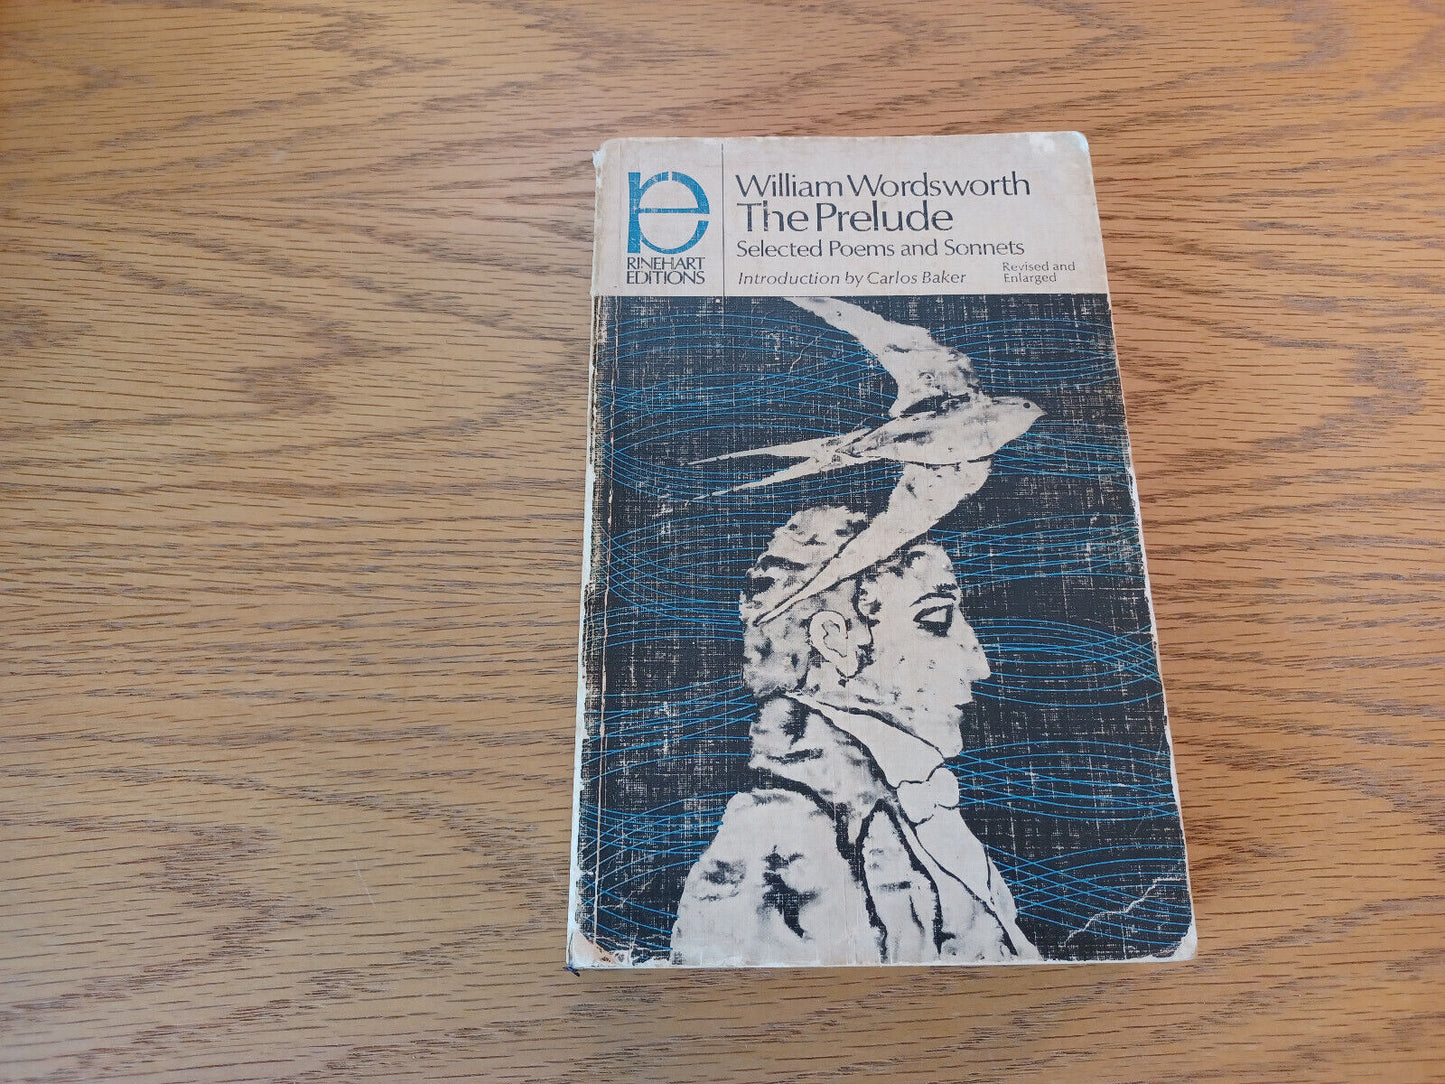 William Wordsworth
The Prelude
Selected Poems and Sonnets
Introduction by Carlos Baker
Revised and
Enlarged
re
RINEHART
EDITIONS